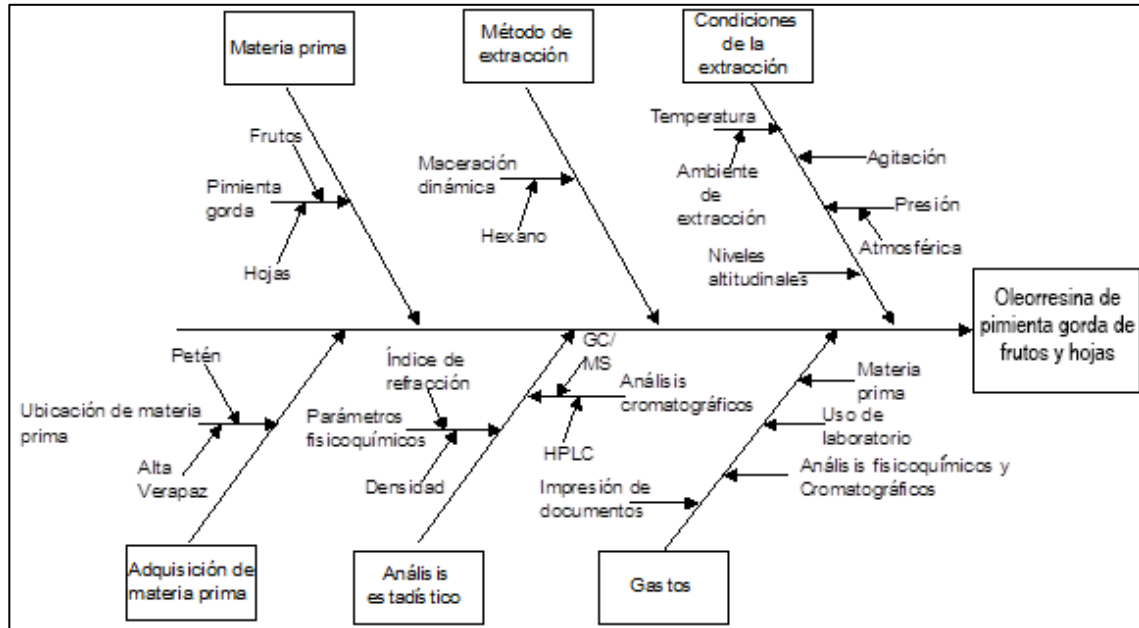 Materia prima
Método de
extracción
Condiciones
de la
extracción
Frutos
Pimienta
gorda
Hojas
Maceración
dinámica
Hexano
Temperatura
Ambiente
de
extracción
Agitación
Presión
Atmosférica
Niveles
altitudinales
Oleorresina de
pimienta gorda de
frutos y hojas
Petén
Ubicación de materia
prima
Alta
Verapaz
Índice de
refracción
Parámetros
fisicoquímicos
Densidad
GC/
MS
Análisis
cromatográficos
HPLC
Materia
prima
Uso de
laboratorio
Análisis fisicoquímicos y
Cromatográficos
Impresión de
documentos
Adquisición de
materia prima
Análisis
estadístico
Gastos